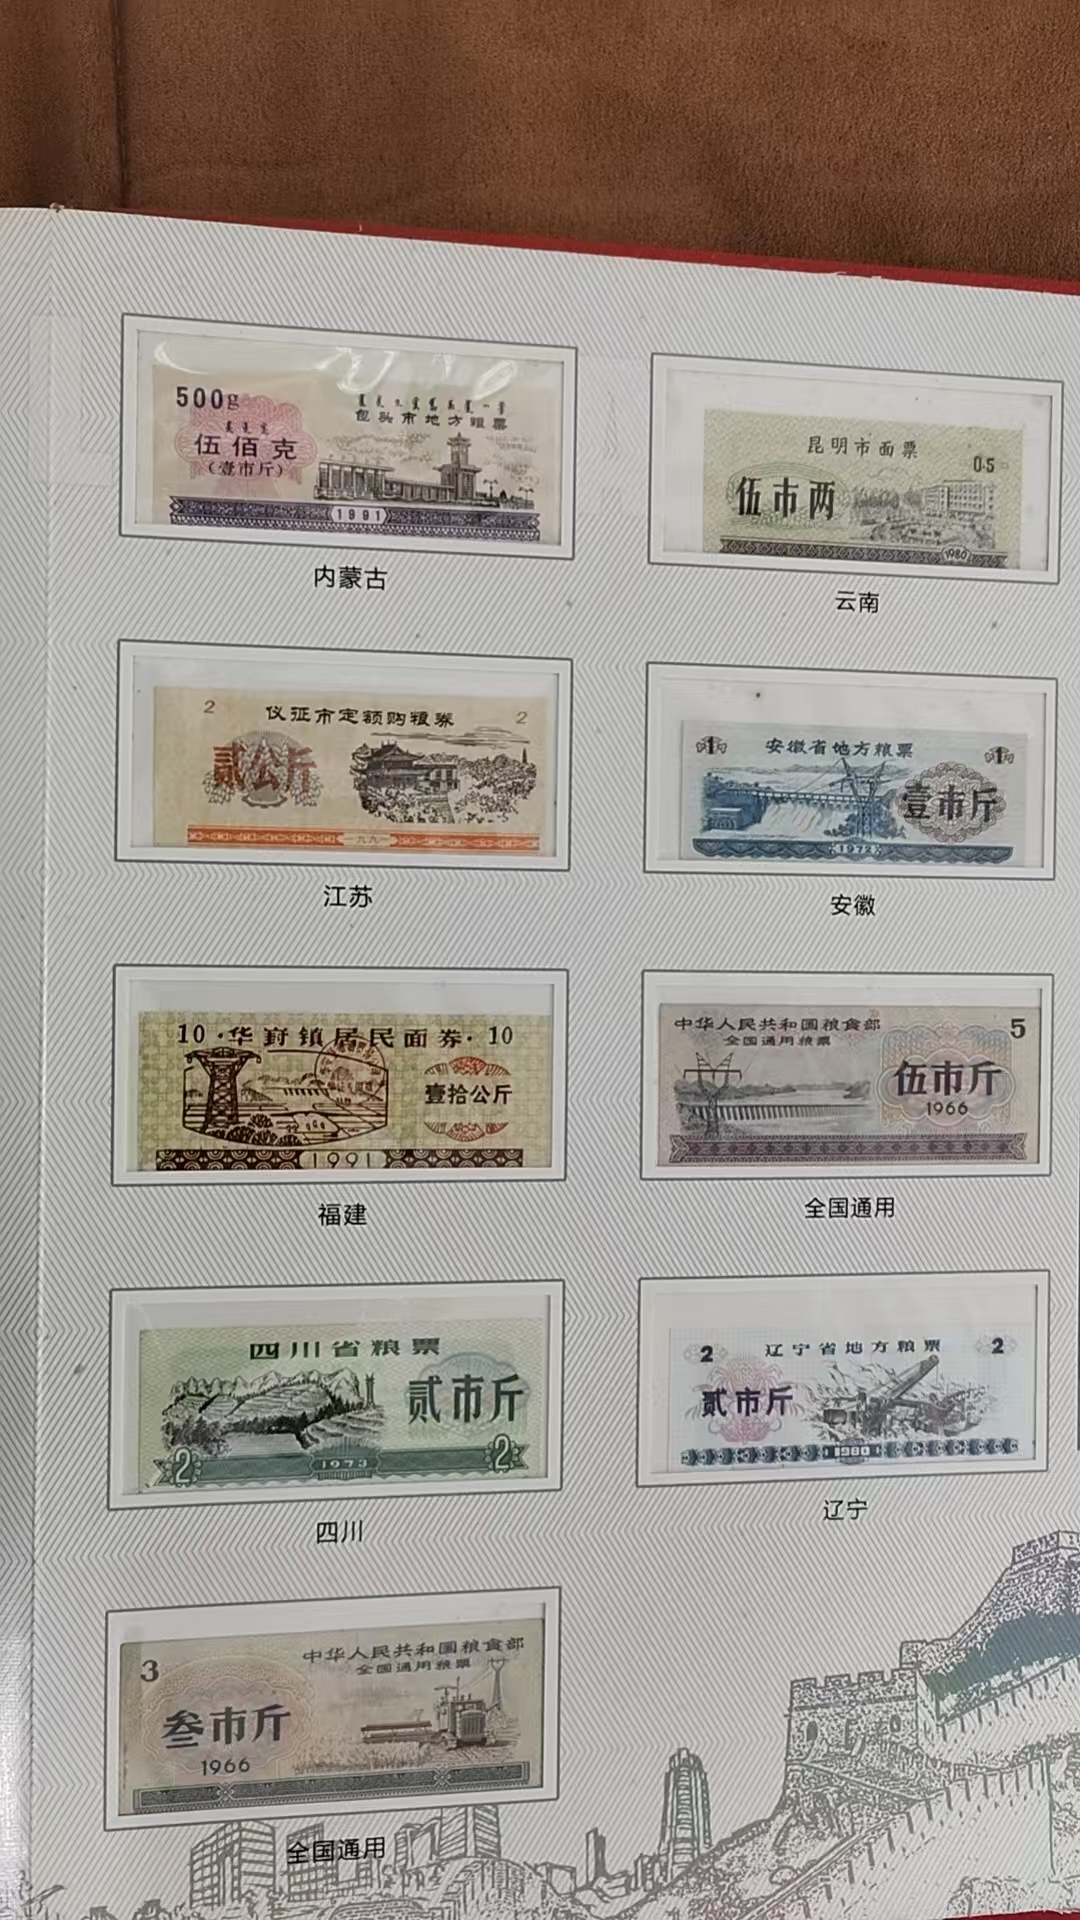 500g
伍佰克
(壹市斤)
包头市地方粮票
1991
内蒙古
昆明市面票
0.5
伍市两
1980
云南
2
仪征市定额购粮券
2
贰公斤
江苏
1
安徽省地方粮票
1
壹市斤
1972
安徽
10·华 镇居民面券·10
壹拾公斤
1991
福建
中华人民共和国粮食部
5
全国通用粮票
伍市斤
1966
全国通用
四川省粮票
贰市斤
2
1973
2
四川
2
辽宁省地方粮票
2
贰市斤
1980
辽宁
3
中华人民共和国粮食部
全国通用粮票
叁市斤
1966
全国通用